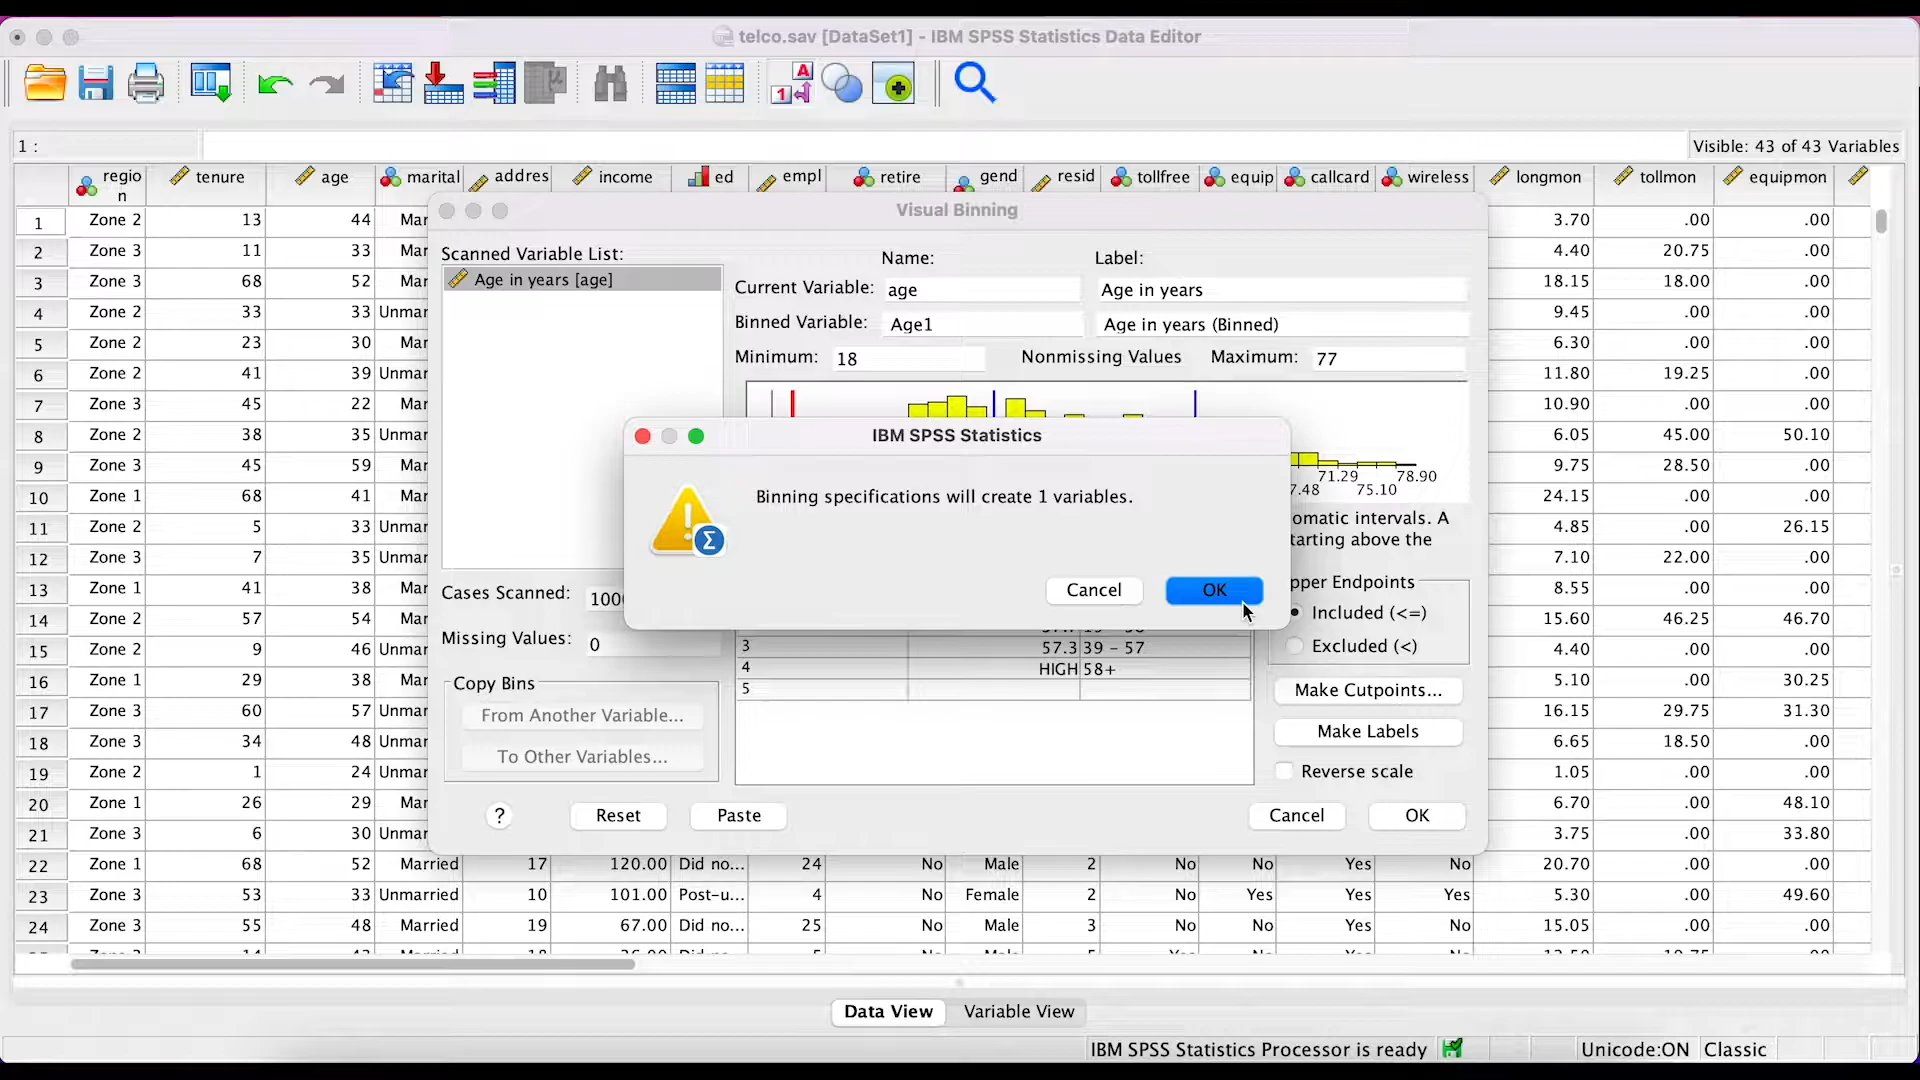 telco.sav [DataSet1] - IBM SPSS Statistics Data Editor
1 :
Visible: 43 of 43 Variables
regio
n tenure age marital addres income ed empl retire gend resid tollfree equip callcard wireless longmon tollmon equipmon
1 Zone 2 13 44 Mar 3.70 .00 .00
2 Zone 3 11 33 Mar 4.40 20.75 .00
3 Zone 3 68 52 Mar 18.15 18.00 .00
4 Zone 2 33 33 Unmar 9.45 .00 .00
5 Zone 2 23 30 Mar 6.30 .00 .00
6 Zone 2 41 39 Unmar 11.80 19.25 .00
7 Zone 3 45 22 Mar 10.90 .00 .00
8 Zone 2 38 35 Unmar 6.05 45.00 50.10
9 Zone 3 45 59 Mar 9.75 28.50 .00
10 Zone 1 68 41 Mar 24.15 .00 .00
11 Zone 2 5 33 Unmar 4.85 .00 26.15
12 Zone 3 7 35 Unmar 7.10 22.00 .00
13 Zone 1 41 38 Mar 8.55 .00 .00
14 Zone 2 57 54 Mar 15.60 46.25 46.70
15 Zone 2 9 46 Unmar 4.40 .00 .00
16 Zone 1 29 38 Mar 5.10 .00 30.25
17 Zone 3 60 57 Unmar 16.15 29.75 31.30
18 Zone 3 34 48 Unmar 6.65 18.50 .00
19 Zone 2 1 24 Unmar 1.05 .00 .00
20 Zone 1 26 29 Mar 6.70 .00 48.10
21 Zone 3 6 30 Unmar 3.75 .00 33.80
22 Zone 1 68 52 Married 17 120.00 Did no... 24 No Male 2 No No Yes No 20.70 .00 .00
23 Zone 3 53 33 Unmarried 10 101.00 Post-u... 4 No Female 2 No Yes Yes Yes 5.30 .00 49.60
24 Zone 3 55 48 Married 19 67.00 Did no... 25 No Male 3 No No Yes No 15.05 .00 .00
Visual Binning
Scanned Variable List:
Age in years [age]
Name: Label:
Current Variable: age Age in years
Binned Variable: Age1 Age in years (Binned)
Minimum: 18 Nonmissing Values Maximum: 77
71.29 78.90
7.48 75.10
IBM SPSS Statistics
Binning specifications will create 1 variables.
Cancel OK
omatic intervals. A
tarting above the
Cases Scanned: 1000
Missing Values: 0
pper Endpoints
Included (<=)
Excluded (<)
3 57.3 39 - 57
4 HIGH 58+
5
Copy Bins
From Another Variable...
To Other Variables...
Make Cutpoints...
Make Labels
Reverse scale
? Reset Paste Cancel OK
Data View Variable View
IBM SPSS Statistics Processor is ready Unicode:ON Classic